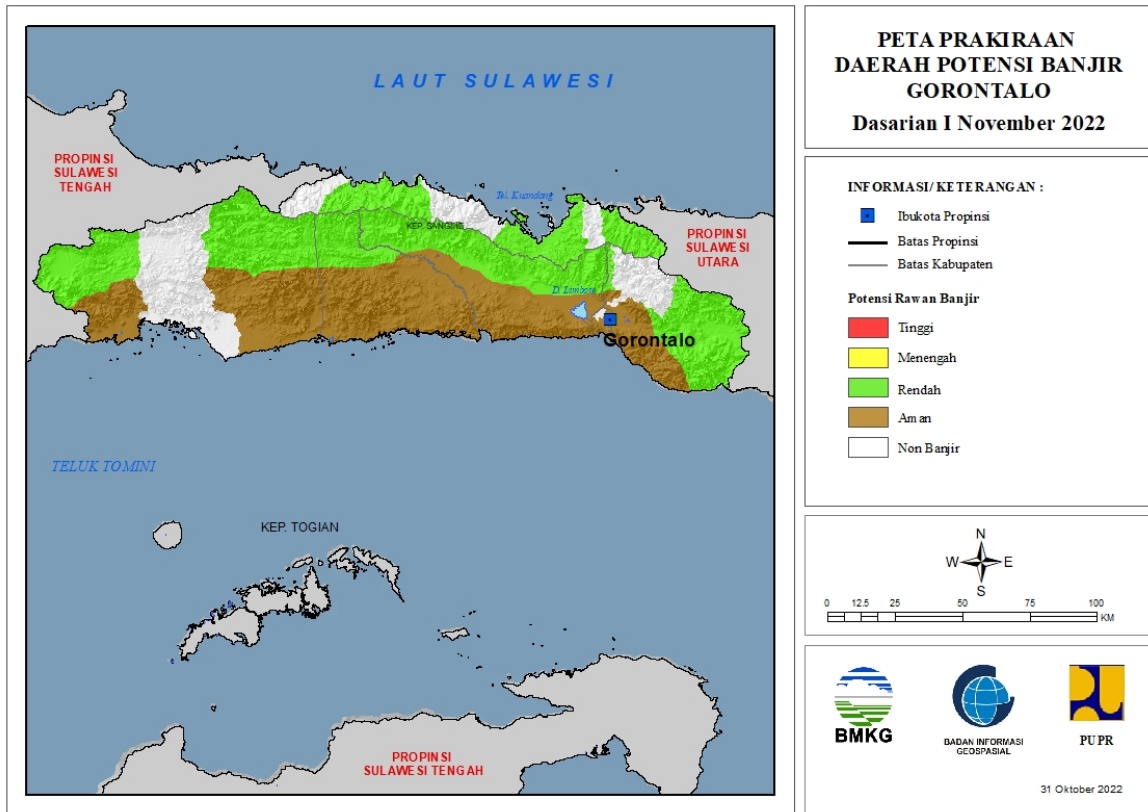 LAUT SULAWESI
PROPINSI
SULAWESI
TENGAH
Tel. Kuandang
KEP. SANGIHE
PROPINSI
SULAWESI
UTARA
D. Limboto
Gorontalo
TELUK TOMINI
KEP. TOGIAN
PROPINSI
SULAWESI TENGAH
PETA PRAKIRAAN
DAERAH POTENSI BANJIR
GORONTALO
Dasarian I November 2022
INFORMASI/ KETERANGAN :
Ibukota Propinsi
Batas Propinsi
Batas Kabupaten
Potensi Rawan Banjir
Tinggi
Menengah
Rendah
Aman
Non Banjir
N
W E
S
0 12.5 25 50 75 100
KM
BMKG
BADAN INFORMASI
GEOSPASIAL
PUPR
31 Oktober 2022